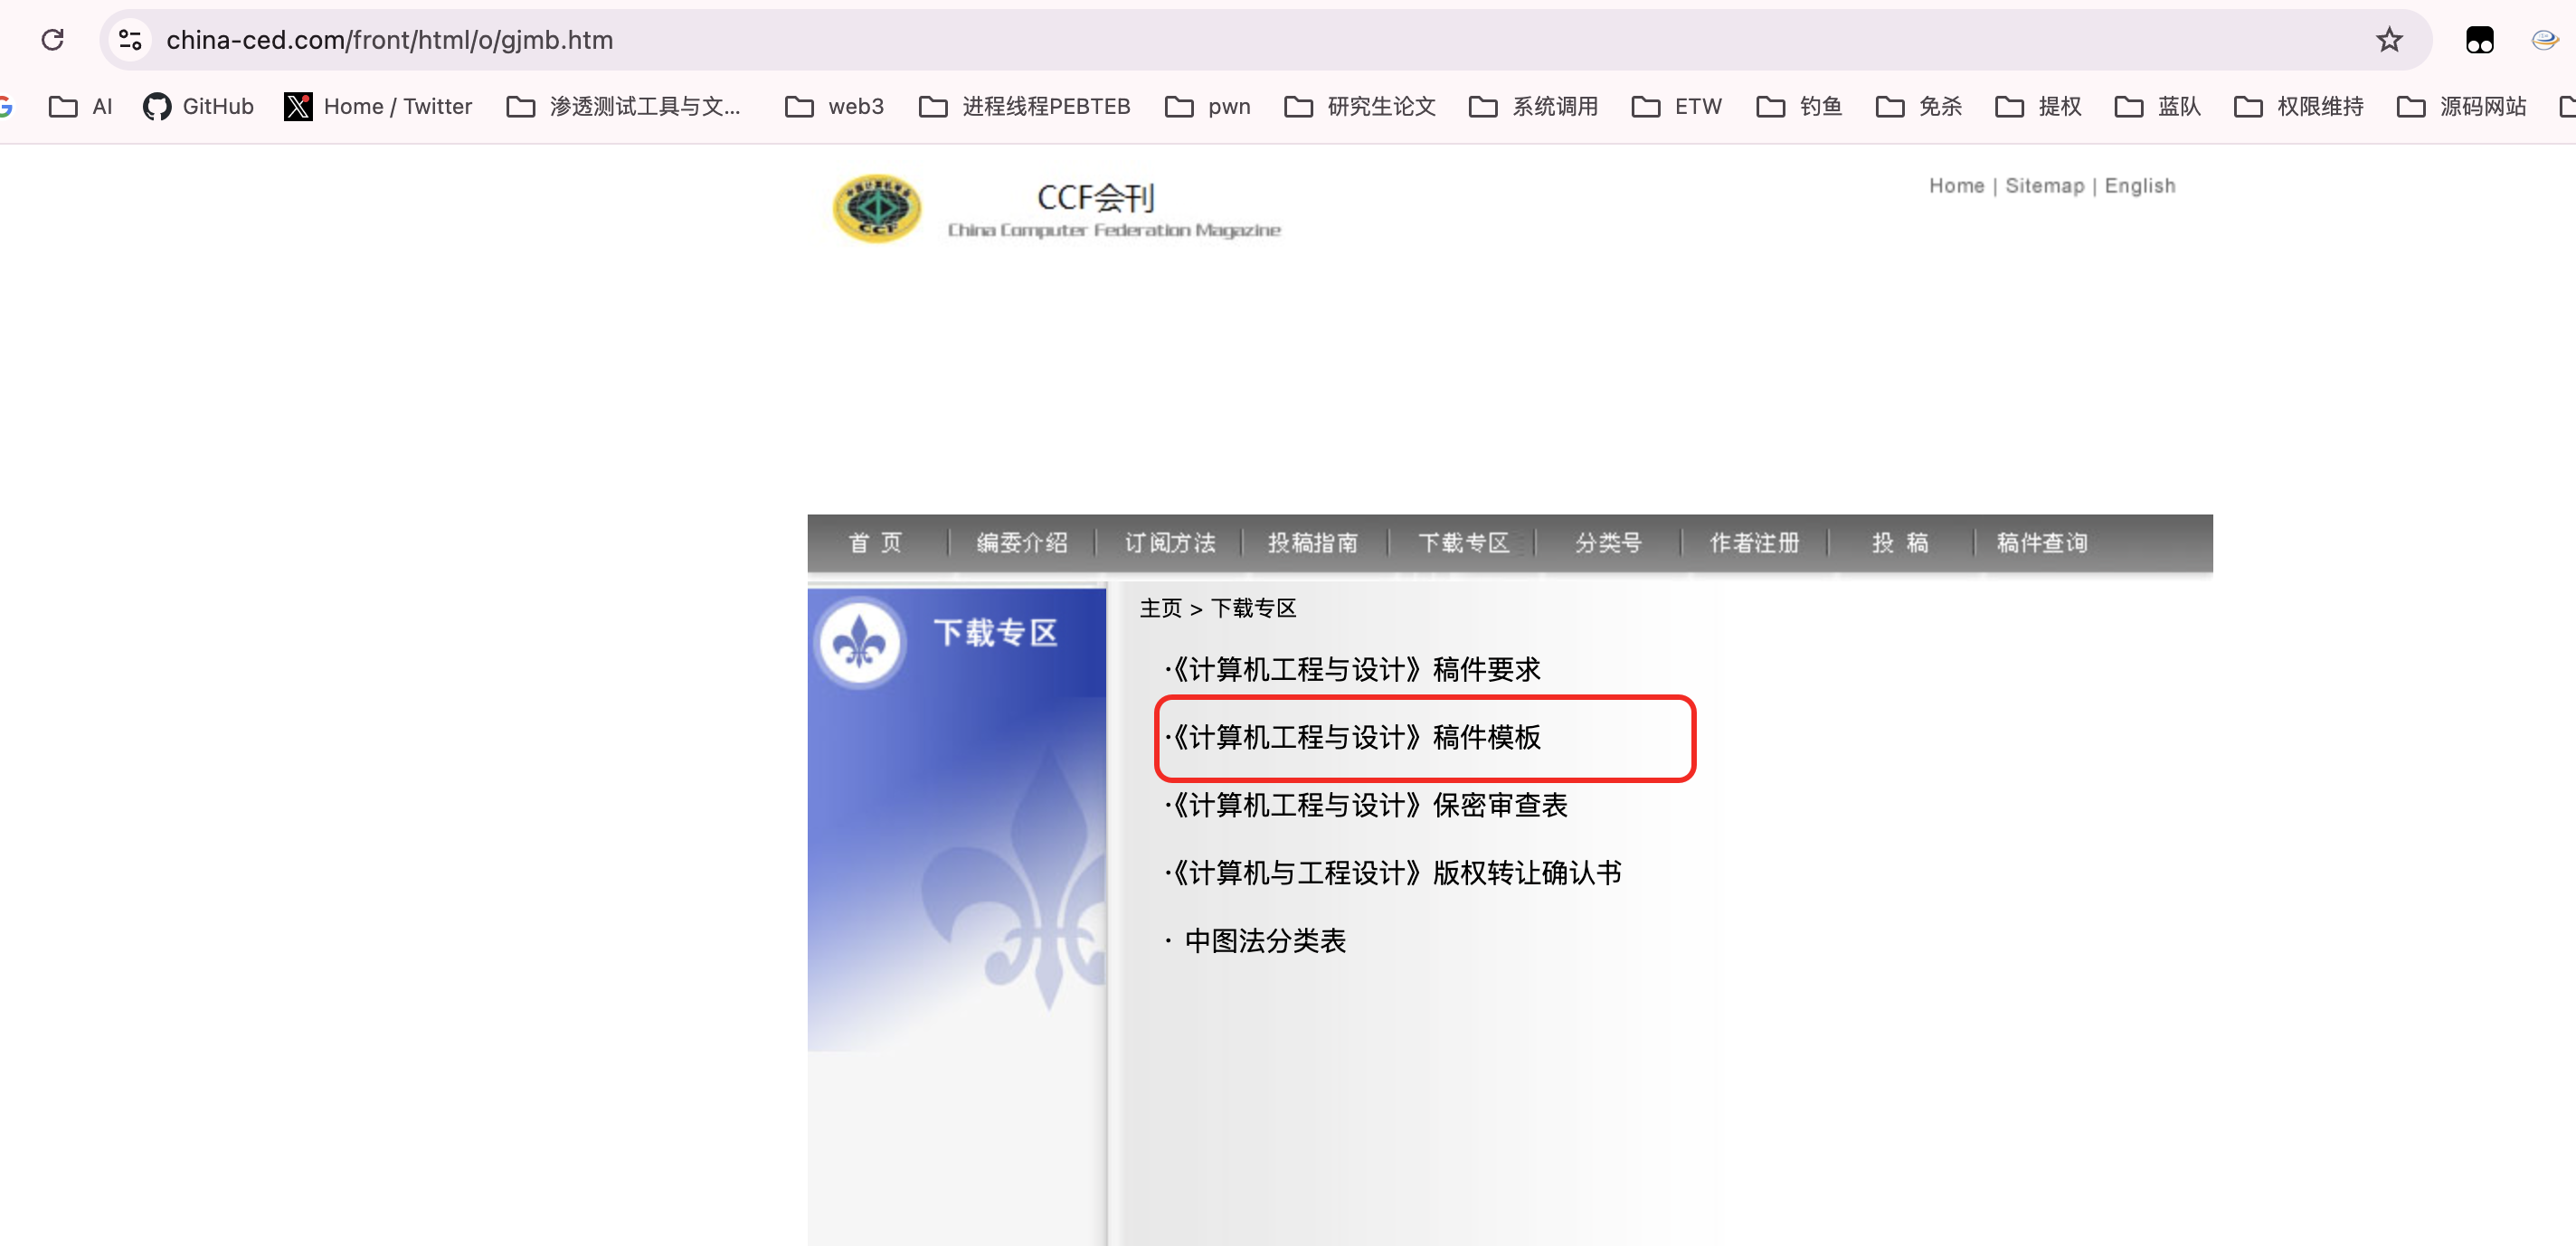 china-ced.com/front/html/o/gjmb.htm
AI GitHub Home / Twitter 渗透测试工具与文... web3 进程线程PEBTEB pwn 研究生论文 系统调用 ETW 钓鱼 免杀 提权 蓝队 权限维持 源码网站
Home | Sitemap | English
CCF会刊
China Computer Federation Magazine
CCF
首 页 编委介绍 订阅方法 投稿指南 下载专区 分类号 作者注册 投 稿 稿件查询
下载专区
主页 > 下载专区
·《计算机工程与设计》稿件要求
·《计算机工程与设计》稿件模板
·《计算机工程与设计》保密审查表
·《计算机与工程设计》版权转让确认书
· 中图法分类表